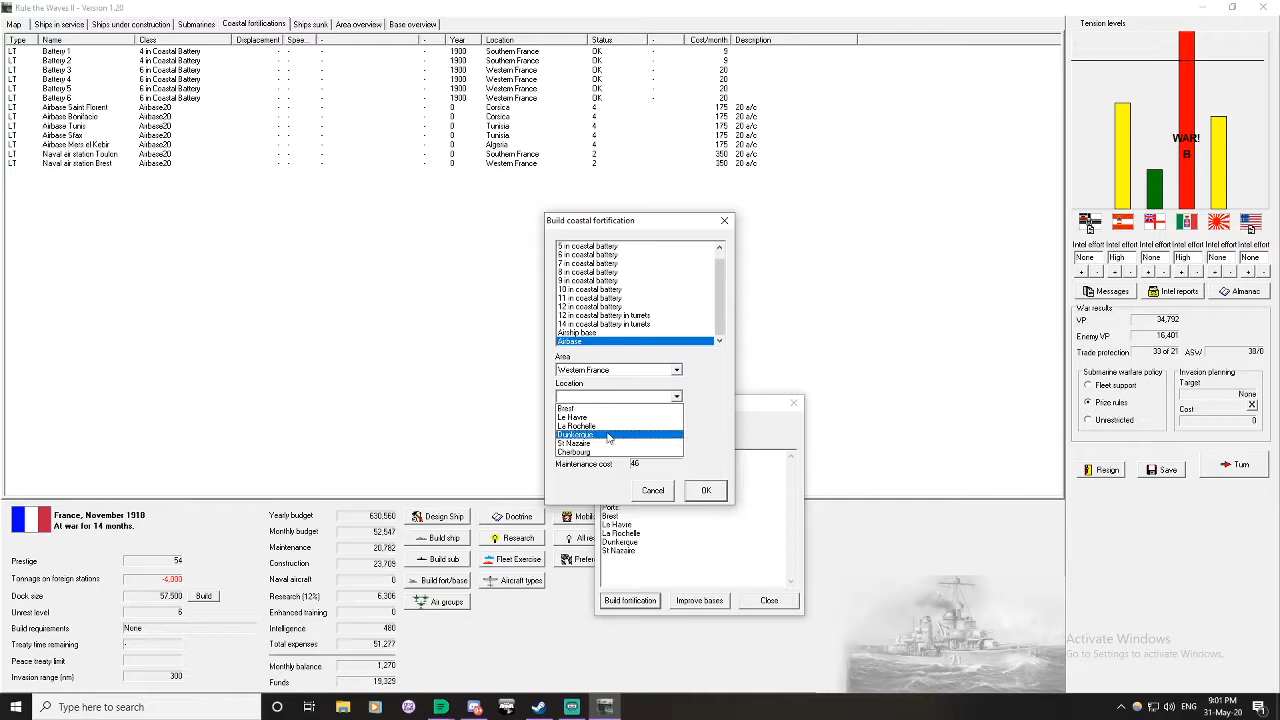 Rule the Waves II - Version 1.20
Map Ships in service Ships under construction Submarines Coastal fortifications Ships sunk Area overview Base overview
Type Name Class Displacement Spee... - - Year Location Status - Cost/month Description
LT Battery 1 4 in Coastal Battery - - - - 1900 Southern France OK - 9
LT Battery 2 4 in Coastal Battery - - - - 1900 Southern France OK - 9
LT Battery 3 6 in Coastal Battery - - - - 1900 Western France OK - 20
LT Battery 4 6 in Coastal Battery - - - - 1900 Western France OK - 20
LT Battery 5 6 in Coastal Battery - - - - 1900 Western France OK - 20
LT Battery 6 6 in Coastal Battery - - - - 1900 Western France OK - 20
LT Airbase Saint Florent Airbase20 - - - - 0 Corsica 4 175 20 a/c
LT Airbase Bonifacio Airbase20 - - - - 0 Corsica 4 175 20 a/c
LT Airbase Tunis Airbase20 - - - - 0 Tunisia 4 175 20 a/c
LT Airbase Sfax Airbase20 - - - - 0 Tunisia 4 175 20 a/c
LT Airbase Mers el Kebir Airbase20 - - - - 0 Algeria 4 175 20 a/c
LT Naval air station Toulon Airbase20 - - - - 0 Southern France 2 350 20 a/c
LT Naval air station Brest Airbase20 - - - - 0 Western France 2 350 20 a/c
Build coastal fortification
5 in coastal battery
6 in coastal battery
7 in coastal battery
8 in coastal battery
9 in coastal battery
10 in coastal battery
11 in coastal battery
12 in coastal battery
12 in coastal battery in turrets
14 in coastal battery in turrets
Airship base
Airbase
Area
Western France
Location
Brest
Le Havre
La Rochelle
Dunkerque
St Nazaire
Cherbourg
Maintenance cost 46
Cancel OK
Ports:
Brest
Le Havre
La Rochelle
Dunkerque
St Nazaire
Build fortification Improve bases Close
Tension levels
WAR!
B
Intel effort Intel effort Intel effort Intel effort Intel effort
None High None None None
+ - + - + - + - + -
Messages Intel reports Almanac
War results
VP 34,792
Enemy VP 16,401
Trade protection 33 of 21 ASW 38/0
Submarine warfare policy
Fleet support
Prize rules
Unrestricted
Invasion planning
Target
None
Cost X
0
Resign Save Turn
France, November 1918
At war for 14 months.
Prestige 54
Tonnage on foreign stations -4,000
Dock size 57,500 Build
Unrest level 6
Build requirements None
Treaty time remaining -
Peace treaty limit
Invasion range (nm) 300
Yearly budget 630,560
Monthly budget 52,547
Maintenance 20,782
Construction 23,709
Naval aircraft 0
Research (12%) 6,306
Enhanced training 0
Intelligence 480
Total expenses 51,277
Monthly balance 1,270
Funds 19,329
Design Ship Doctrine Mobili
Build ship Research All re
Build sub Fleet Exercise Prefer
Build fort/base Aircraft types
Air groups
Activate Windows
Go to Settings to activate Windows.
Type here to search
ENG
9:01 PM
31-May-20